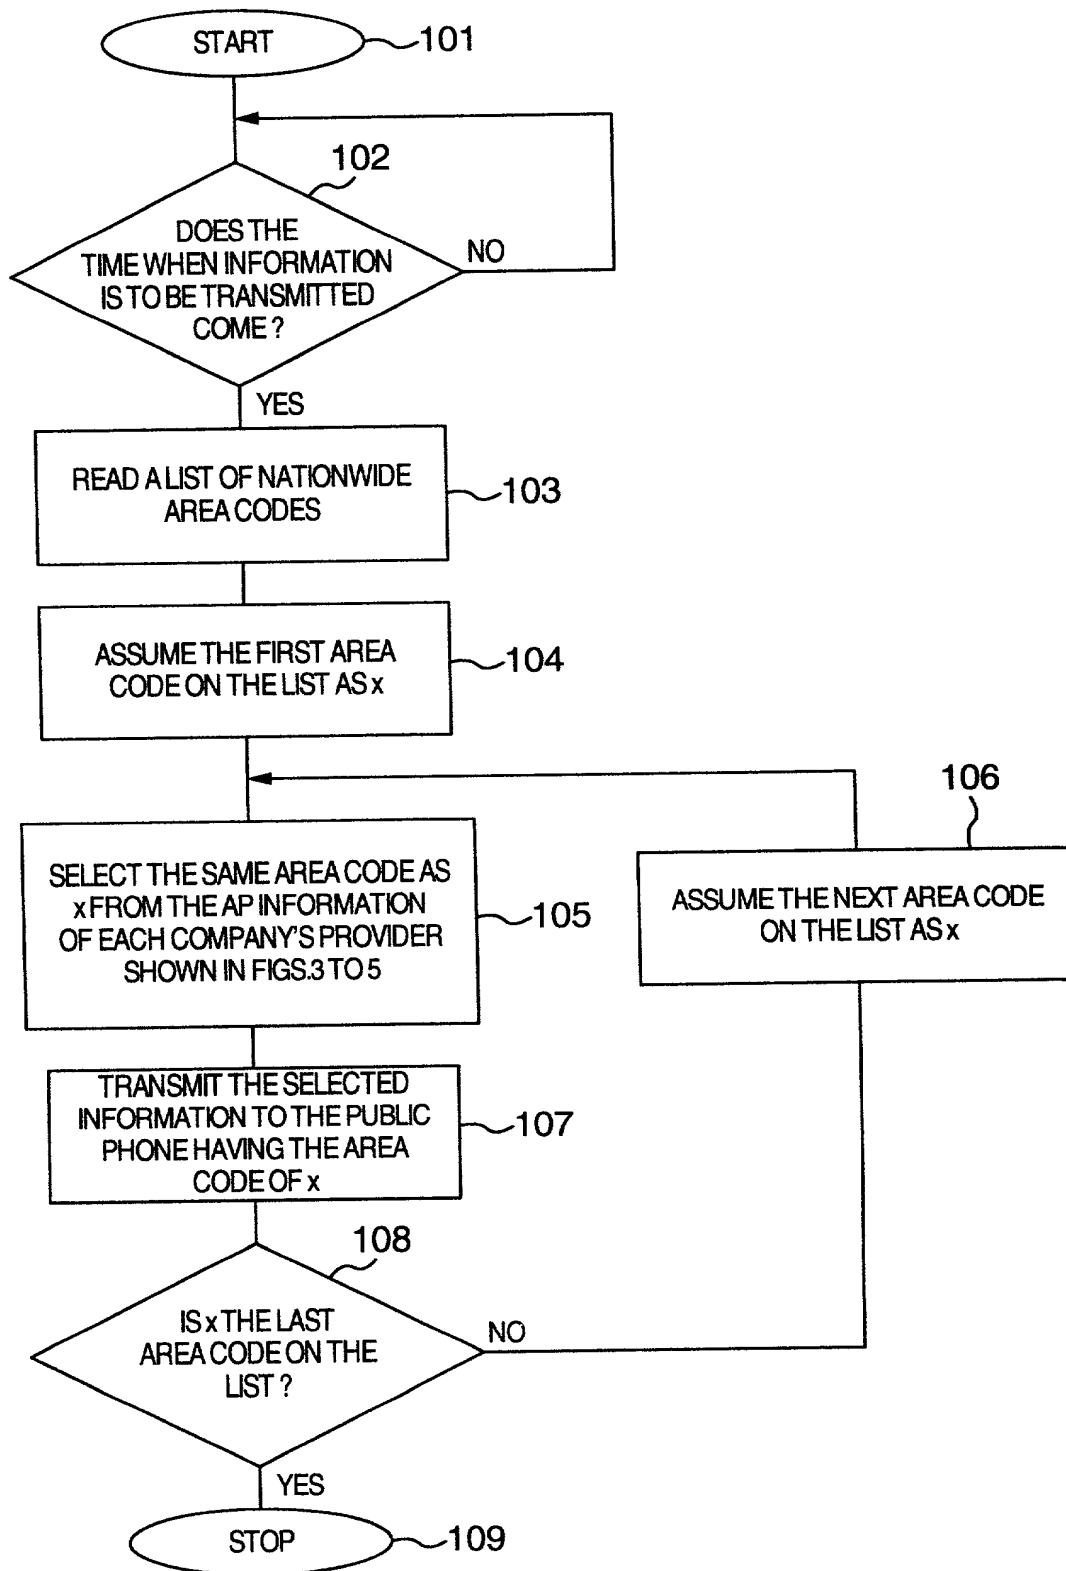 START
101
102
DOES THE
TIME WHEN INFORMATION
IS TO BE TRANSMITTED
COME ?
NO
YES
READ A LIST OF NATIONWIDE
AREA CODES
103
ASSUME THE FIRST AREA
CODE ON THE LIST AS x
104
106
SELECT THE SAME AREA CODE AS
x FROM THE AP INFORMATION
OF EACH COMPANY'S PROVIDER
SHOWN IN FIGS.3 TO 5
105
ASSUME THE NEXT AREA CODE
ON THE LIST AS x
TRANSMIT THE SELECTED
INFORMATION TO THE PUBLIC
PHONE HAVING THE AREA
CODE OF x
107
108
IS x THE LAST
AREA CODE ON THE
LIST ?
NO
YES
STOP
109